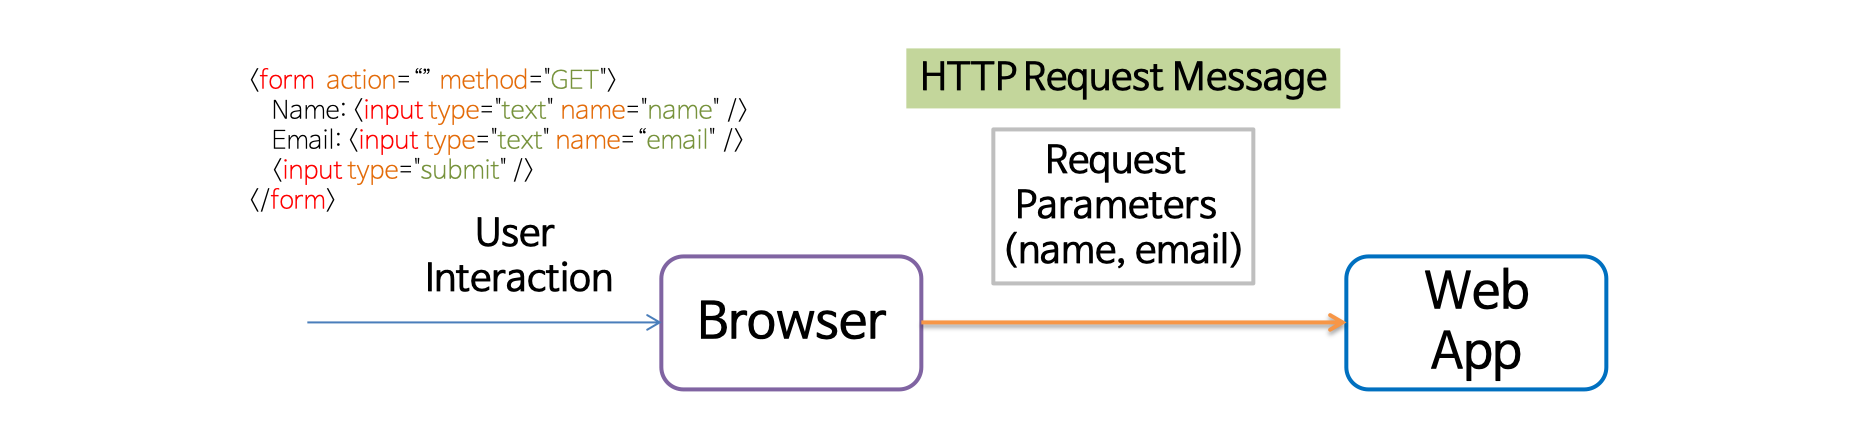 <form action=“” method="GET">
Name: <input type="text" name="name" />
Email: <input type="text" name=“email" />
<input type="submit" />
</form>
User
Interaction
Browser
HTTP Request Message
Request
Parameters
(name, email)
Web
App